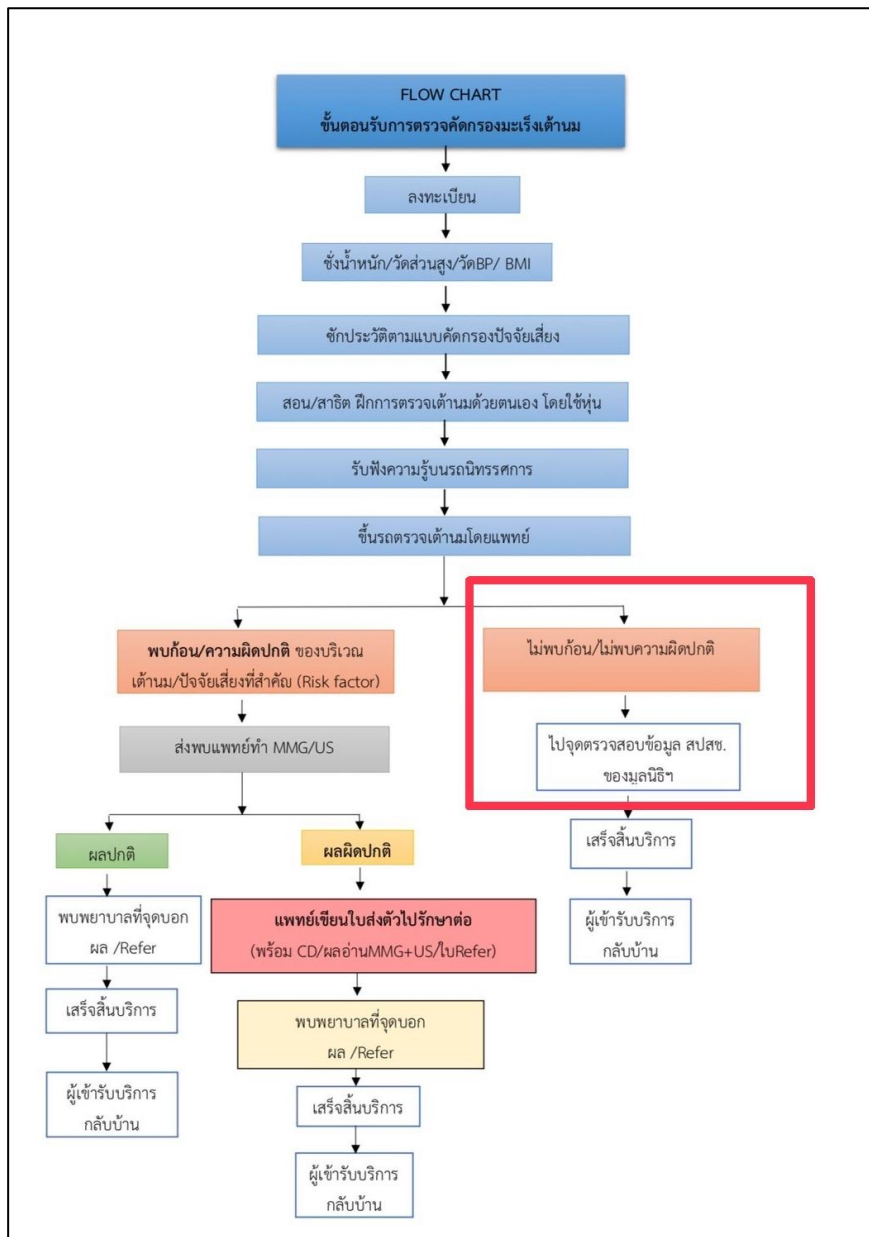 FLOW CHART
ขั้นตอนรับการตรวจคัดกรองมะเร็งเต้านม
ลงทะเบียน
ชั่งน้ำหนัก/วัดส่วนสูง/วัดBP/ BMI
ซักประวัติตามแบบคัดกรองปัจจัยเสี่ยง
สอน/สาธิต ฝึกการตรวจเต้านมด้วยตนเอง โดยใช้หุ่น
รับฟังความรู้บนรถนิทรรศการ
ขึ้นรถตรวจเต้านมโดยแพทย์
พบก้อน/ความผิดปกติ ของบริเวณ
เต้านม/ปัจจัยเสี่ยงที่สำคัญ (Risk factor)
ส่งพบแพทย์ทำ MMG/US
ผลปกติ
พบพยาบาลที่จุดบอก
ผล /Refer
เสร็จสิ้นบริการ
ผู้เข้ารับบริการ
กลับบ้าน
ผลผิดปกติ
แพทย์เขียนใบส่งตัวไปรักษาต่อ
(พร้อม CD/ผลอ่านMMG+US/ใบRefer)
พบพยาบาลที่จุดบอก
ผล /Refer
เสร็จสิ้นบริการ
ผู้เข้ารับบริการ
กลับบ้าน
ไม่พบก้อน/ไม่พบความผิดปกติ
ไปจุดตรวจสอบข้อมูล สปสช.
ของมูลนิธิฯ
เสร็จสิ้นบริการ
ผู้เข้ารับบริการ
กลับบ้าน